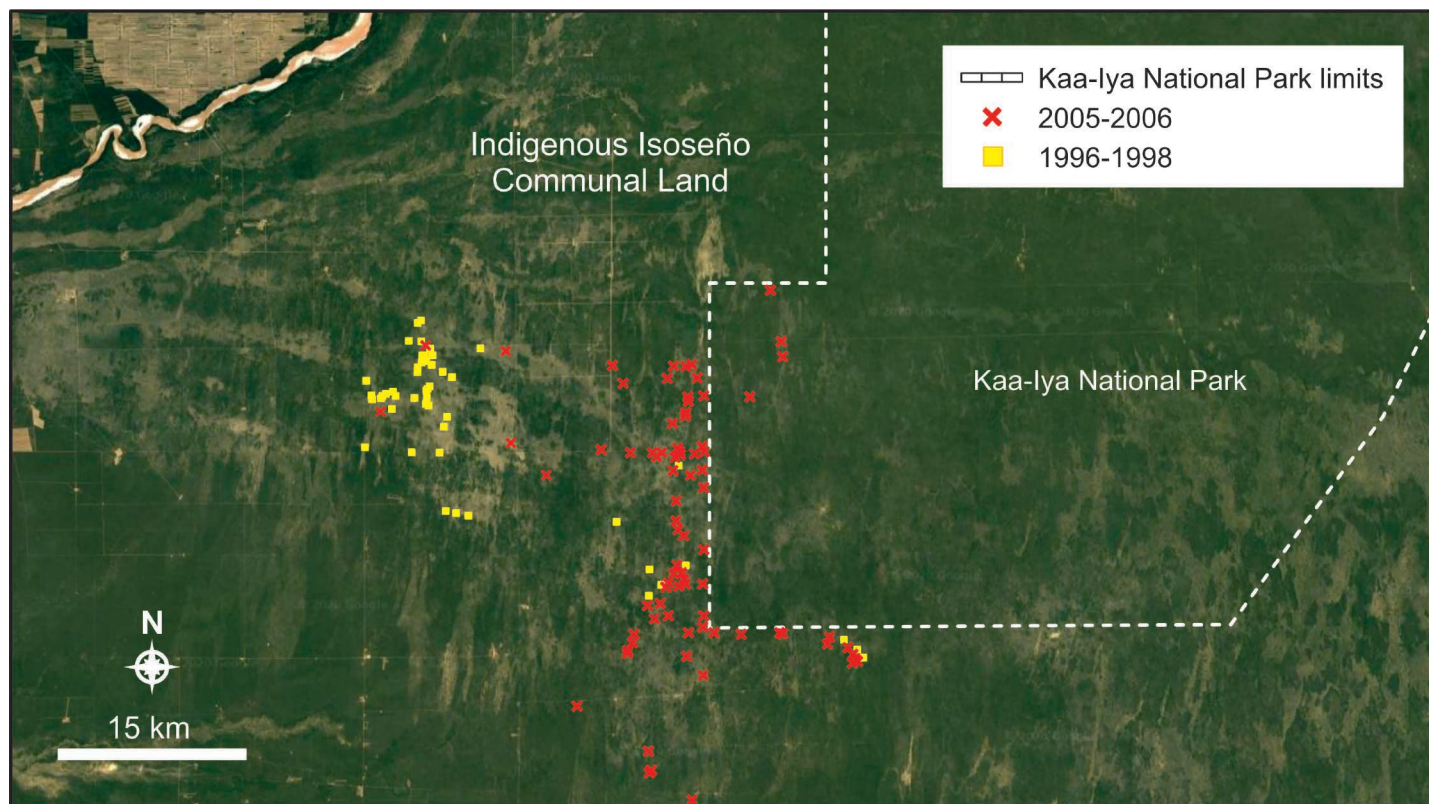 Kaa-Iya National Park limits
2005-2006
1996-1998
Indigenous Isoseño
Communal Land
Kaa-Iya National Park
N
15 km